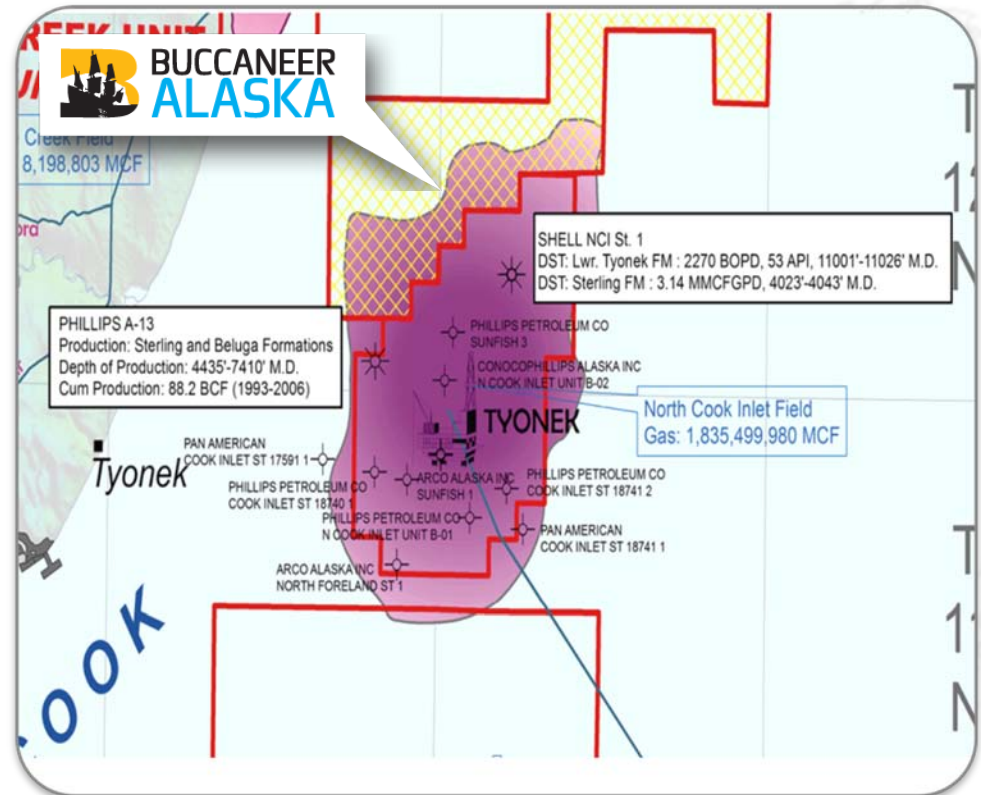 REEK UNIT
BUCCANEER
ALASKA
Creek Field
8,198,803 MCF
ora
T
12
N
SHELL NCI St. 1
DST: Lwr. Tyonek FM : 2270 BOPD, 53 API, 11001'-11026' M.D.
DST: Sterling FM : 3.14 MMCFGPD, 4023'-4043' M.D.
PHILLIPS A-13
Production: Sterling and Beluga Formations
Depth of Production: 4435'-7410' M.D.
Cum Production: 88.2 BCF (1993-2006)
PHILLIPS PETROLEUM CO
SUNFISH 3
CONOCOPHILLIPS ALASKA INC
N COOK INLET UNIT B-02
TYONEK
North Cook Inlet Field
Gas: 1,835,499,980 MCF
Tyonek
PAN AMERICAN
COOK INLET ST 17591 1
PHILLIPS PETROLEUM CO
COOK INLET ST 18740 1
ARCO ALASKA INC
SUNFISH 1
PHILLIPS PETROLEUM CO
COOK INLET ST 18741 2
PHILLIPS PETROLEUM CO
N COOK INLET UNIT B-01
PAN AMERICAN
COOK INLET ST 18741 1
ARCO ALASKA INC
NORTH FORELAND ST 1
T
11
N
OOK